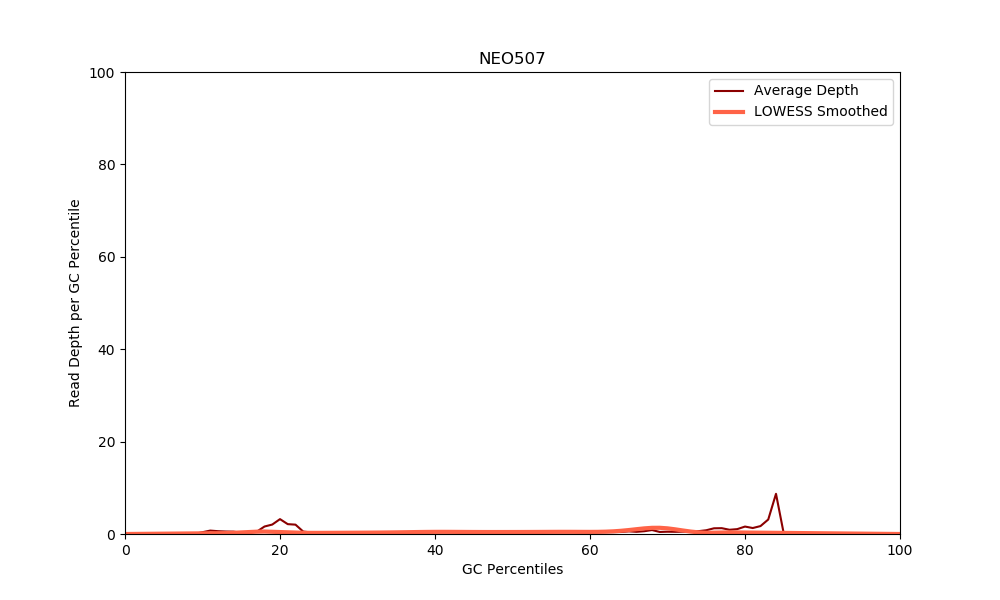 NEO507
Average Depth
LOWESS Smoothed
Read Depth per GC Percentile
100
80
60
40
20
0
0 20 40 60 80 100
GC Percentiles